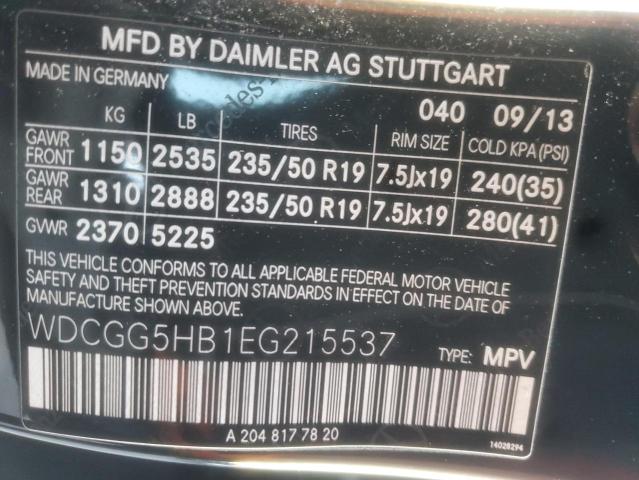 MFD BY DAIMLER AG STUTTGART
MADE IN GERMANY
040 09/13
KG LB TIRES RIM SIZE COLD KPA(PSI)
GAWR FRONT 1150 2535 235/50 R19 7.5Jx19 240(35)
GAWR REAR 1310 2888 235/50 R19 7.5Jx19 280(41)
GVWR 2370 5225
THIS VEHICLE CONFORMS TO ALL APPLICABLE FEDERAL MOTOR VEHICLE
SAFETY AND THEFT PREVENTION STANDARDS IN EFFECT ON THE DATE OF
MANUFACTURE SHOWN ABOVE.
WDCGG5HB1EG215537
TYPE: MPV
A 204 817 78 20
14028294